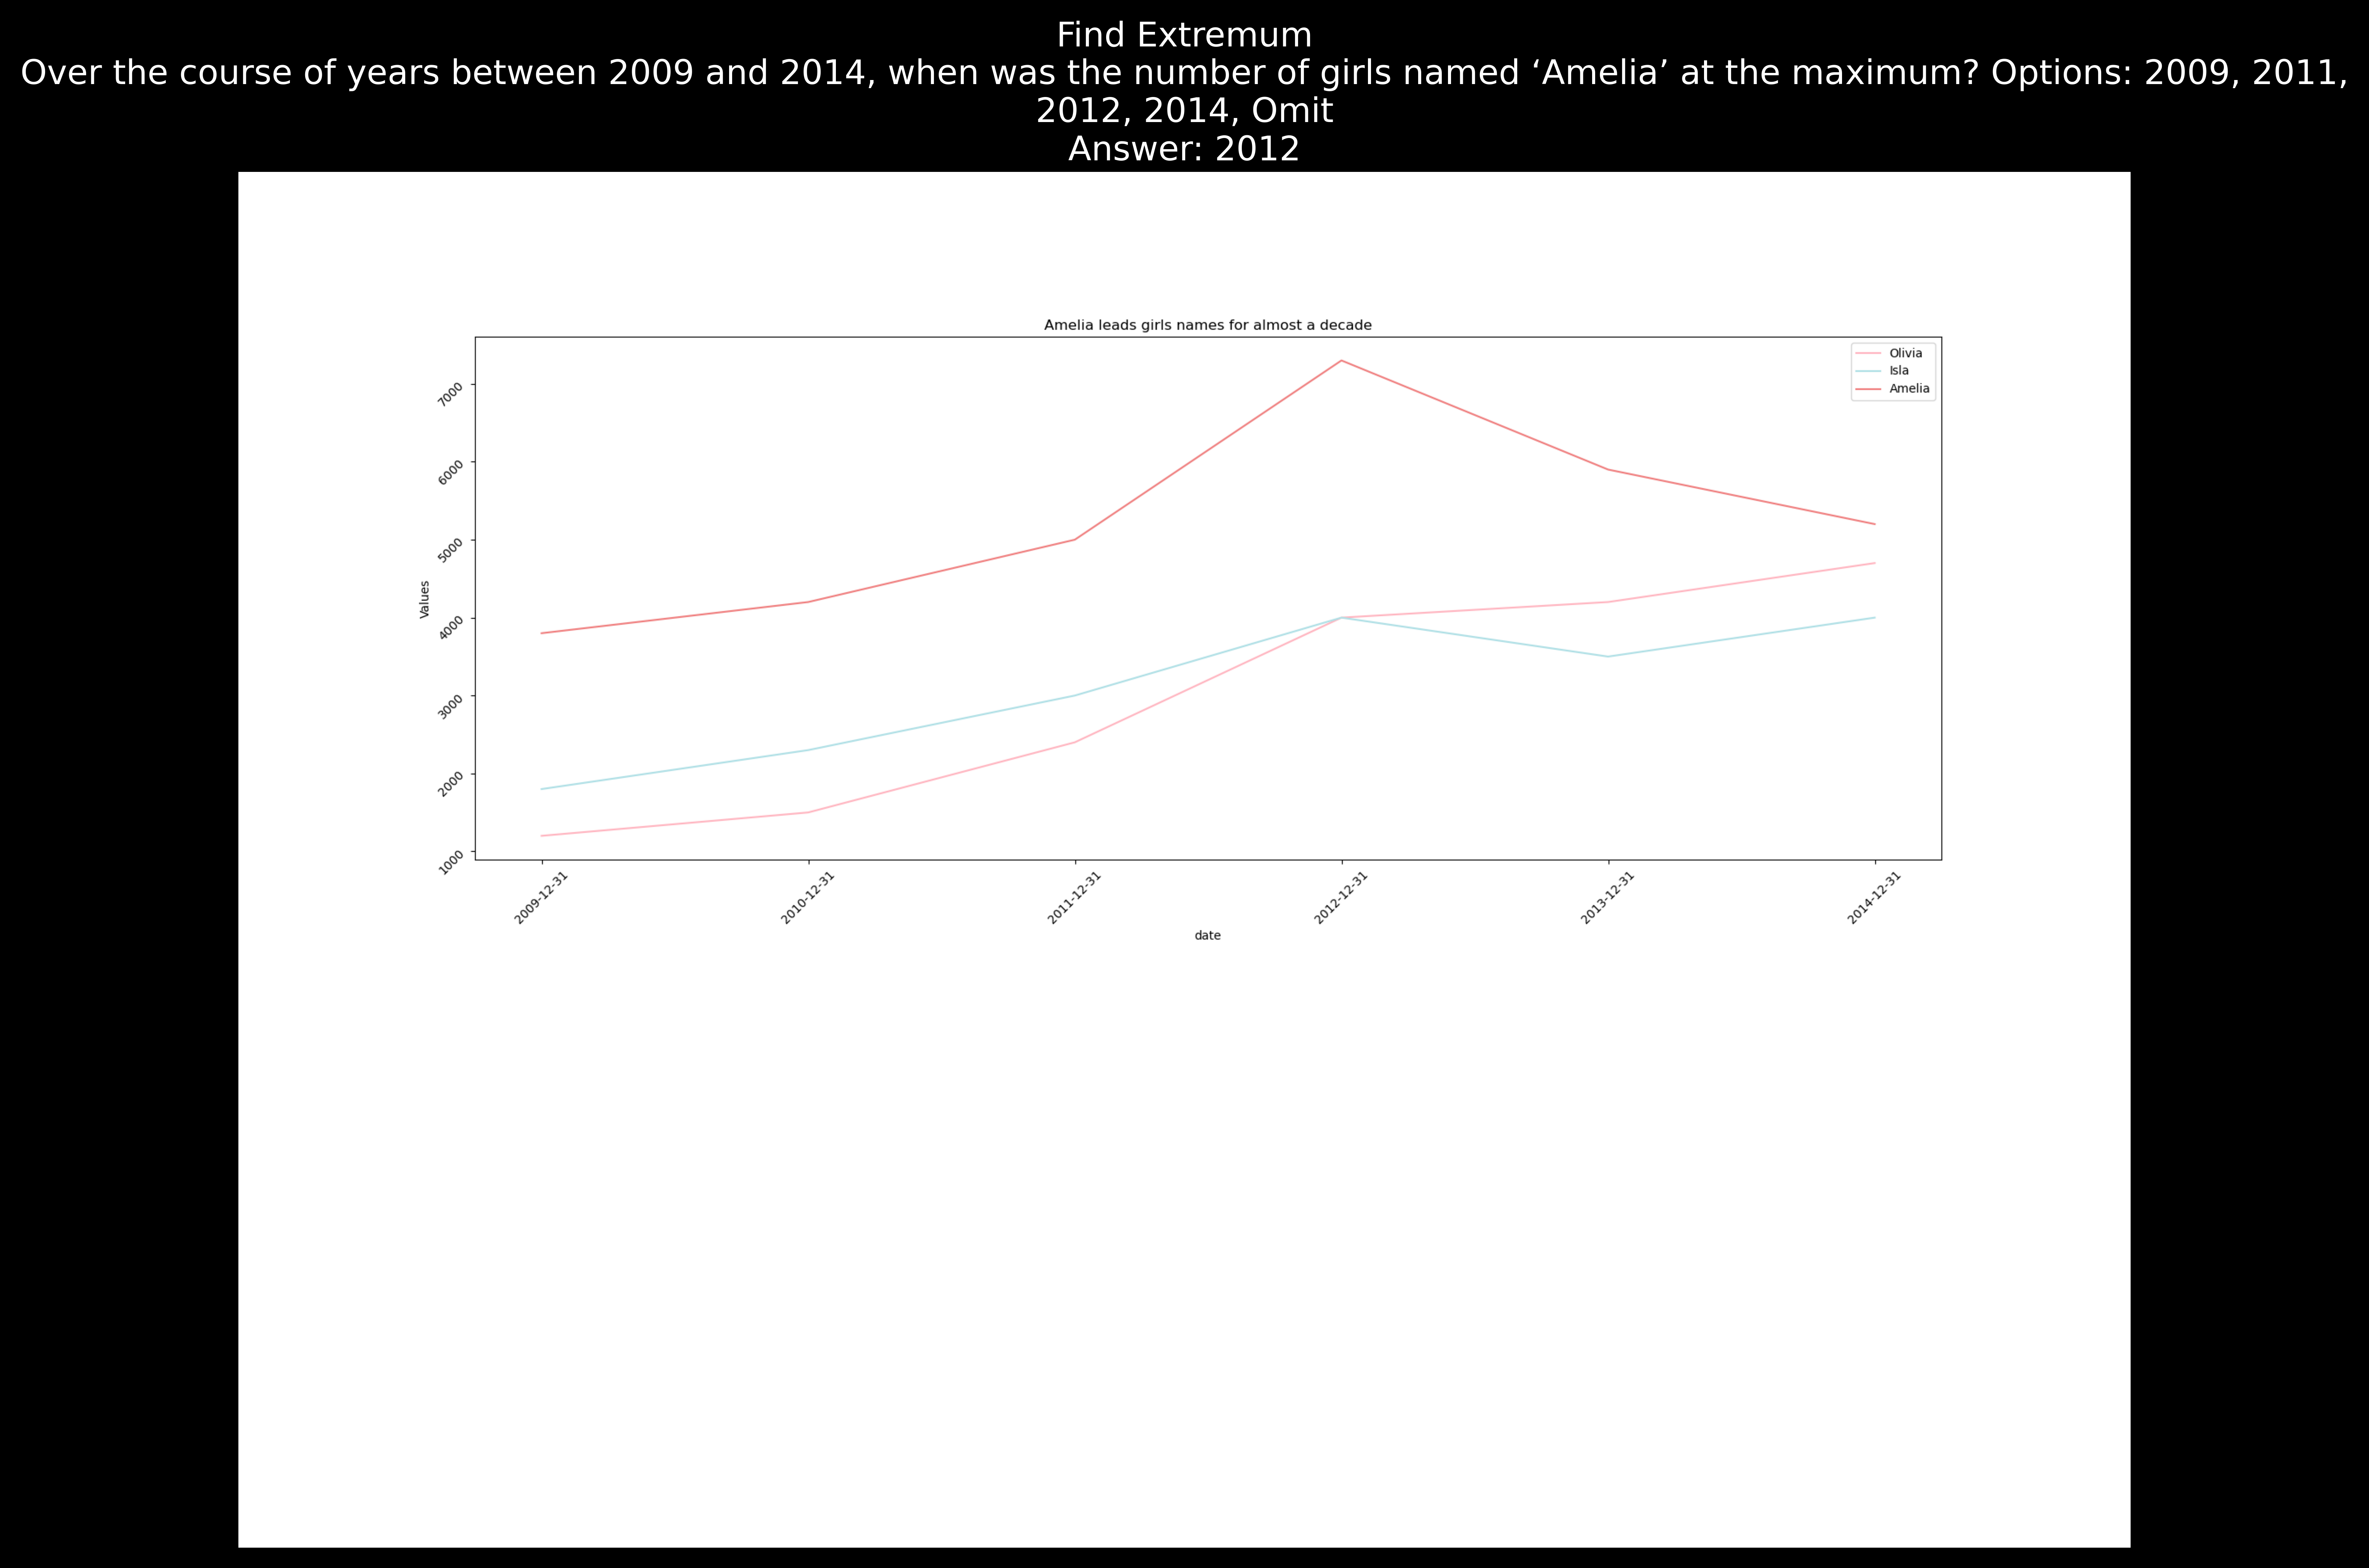 Find Extremum
Over the course of years between 2009 and 2014, when was the number of girls named ‘Amelia’ at the maximum? Options: 2009, 2011,
2012, 2014, Omit
Answer: 2012
Amelia leads girls names for almost a decade
Olivia
Isla
Amelia
7000
6000
5000
4000
3000
2000
1000
Values
2009-12-31
2010-12-31
2011-12-31
2012-12-31
2013-12-31
2014-12-31
date